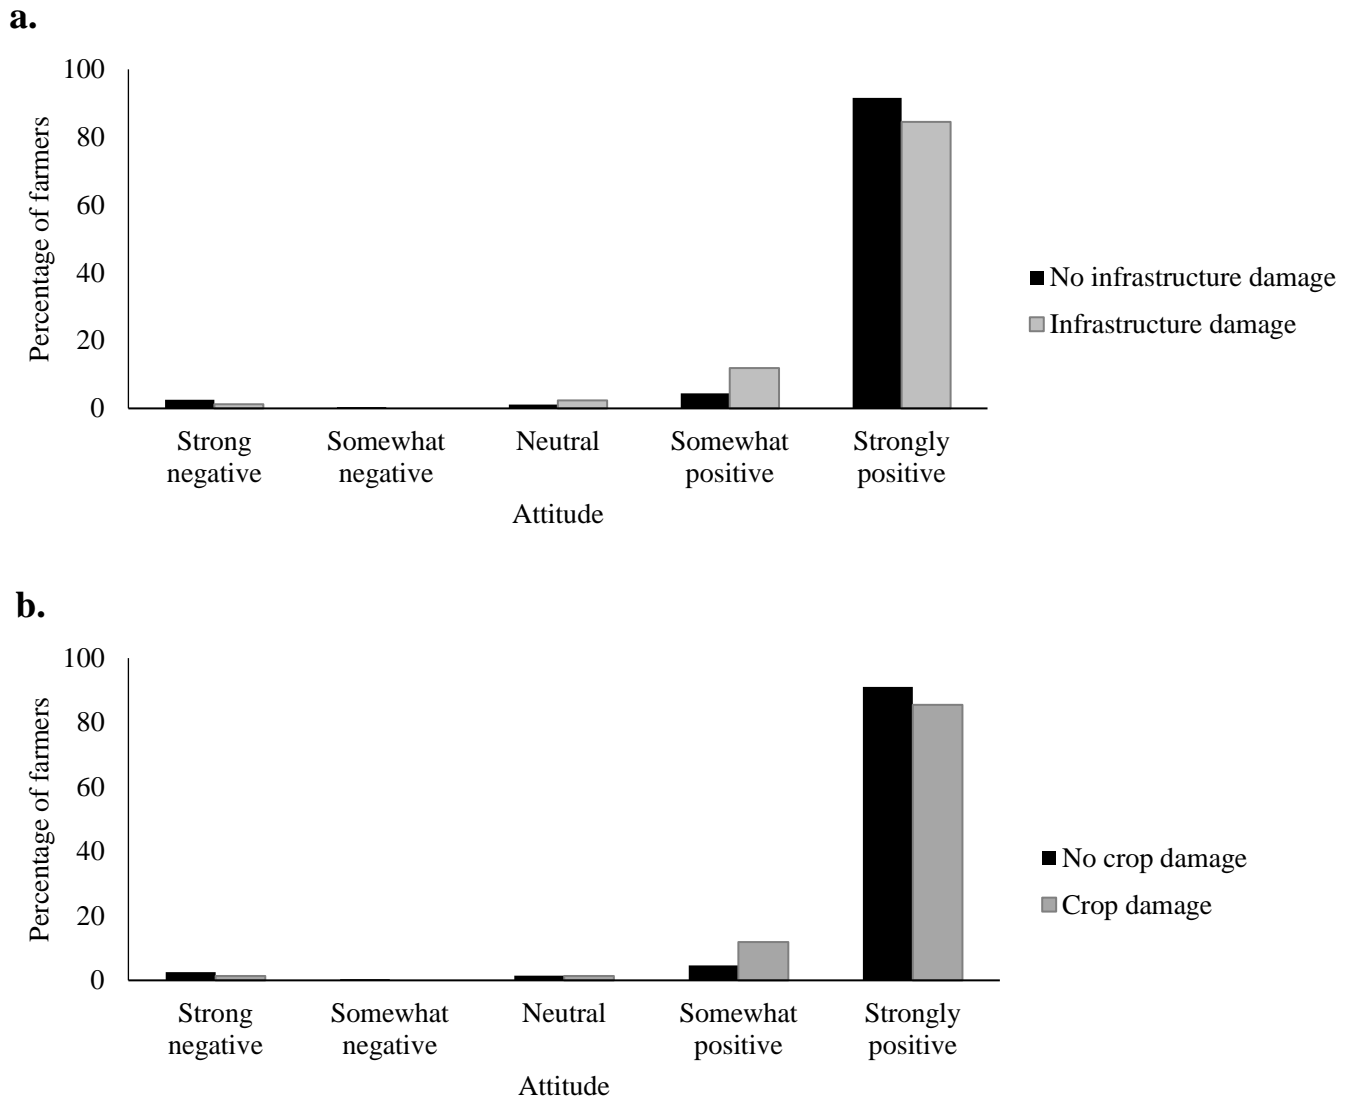 a.
100
80
60
40
20
0
Percentage of farmers
Strong
negative
Somewhat
negative
Neutral
Somewhat
positive
Strongly
positive
Attitude
No infrastructure damage
Infrastructure damage
b.
100
80
60
40
20
0
Percentage of farmers
Strong
negative
Somewhat
negative
Neutral
Somewhat
positive
Strongly
positive
Attitude
No crop damage
Crop damage